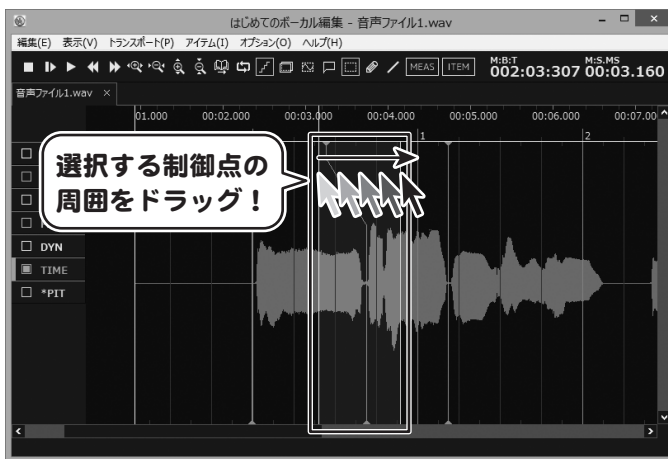 はじめてのボーカル編集 - 音声ファイル1.wav
編集(E) 表示(V) トランスポート(P) アイテム(I) オプション(O) ヘルプ(H)
MEAS ITEM M:B:T 002:03:307 M:S.MS 00:03.160
音声ファイル1.wav ×
01.000 00:02.000 00:03.000 00:04.000 00:05.000 00:06.000 00:07.00
1 2
選択する制御点の
周囲をドラッグ！
DYN
TIME
*PIT